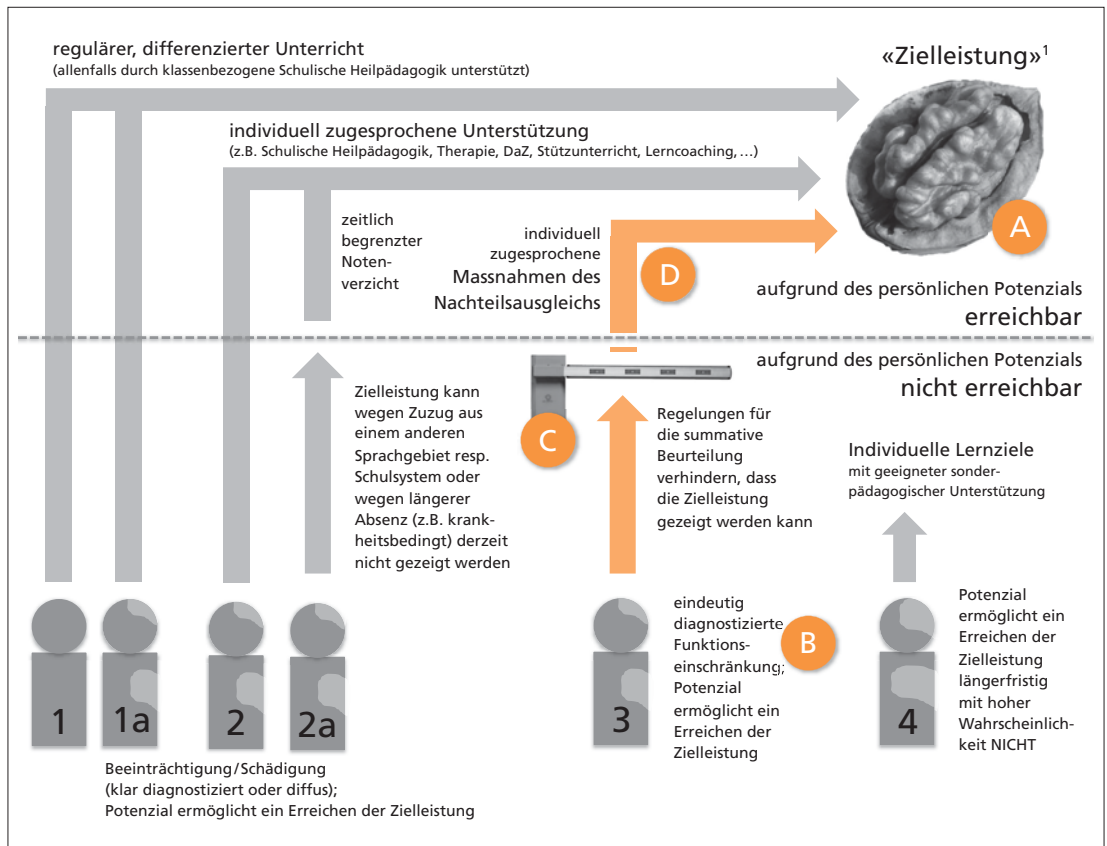 regulärer, differenzierter Unterricht
(allenfalls durch klassenbezogene Schulische Heilpädagogik unterstützt)
«Zielleistung»¹
individuell zugesprochene Unterstützung
(z.B. Schulische Heilpädagogik, Therapie, DaZ, Stützunterricht, Lerncoaching, …)
A
zeitlich
begrenzter
Noten-
verzicht
individuell
zugesprochene
Massnahmen des
Nachteilsausgleichs
D
aufgrund des persönlichen Potenzials
erreichbar
aufgrund des persönlichen Potenzials
nicht erreichbar
Zielleistung kann
wegen Zuzug aus
einem anderen
Sprachgebiet resp.
Schulsystem oder
wegen längerer
Absenz (z.B. krank-
heitsbedingt) derzeit
nicht gezeigt werden
C
Regelungen für
die summative
Beurteilung
verhindern, dass
die Zielleistung
gezeigt werden kann
Individuelle Lernziele
mit geeigneter sonder-
pädagogischer Unterstützung
1
1a
2
2a
3
eindeutig
diagnostizierte
Funktions-
einschränkung;
Potenzial
ermöglicht ein
Erreichen der
Zielleistung
B
4
Potenzial
ermöglicht ein
Erreichen der
Zielleistung
längerfristig
mit hoher
Wahrscheinlich-
keit NICHT
Beeinträchtigung/Schädigung
(klar diagnostiziert oder diffus);
Potenzial ermöglicht ein Erreichen der Zielleistung